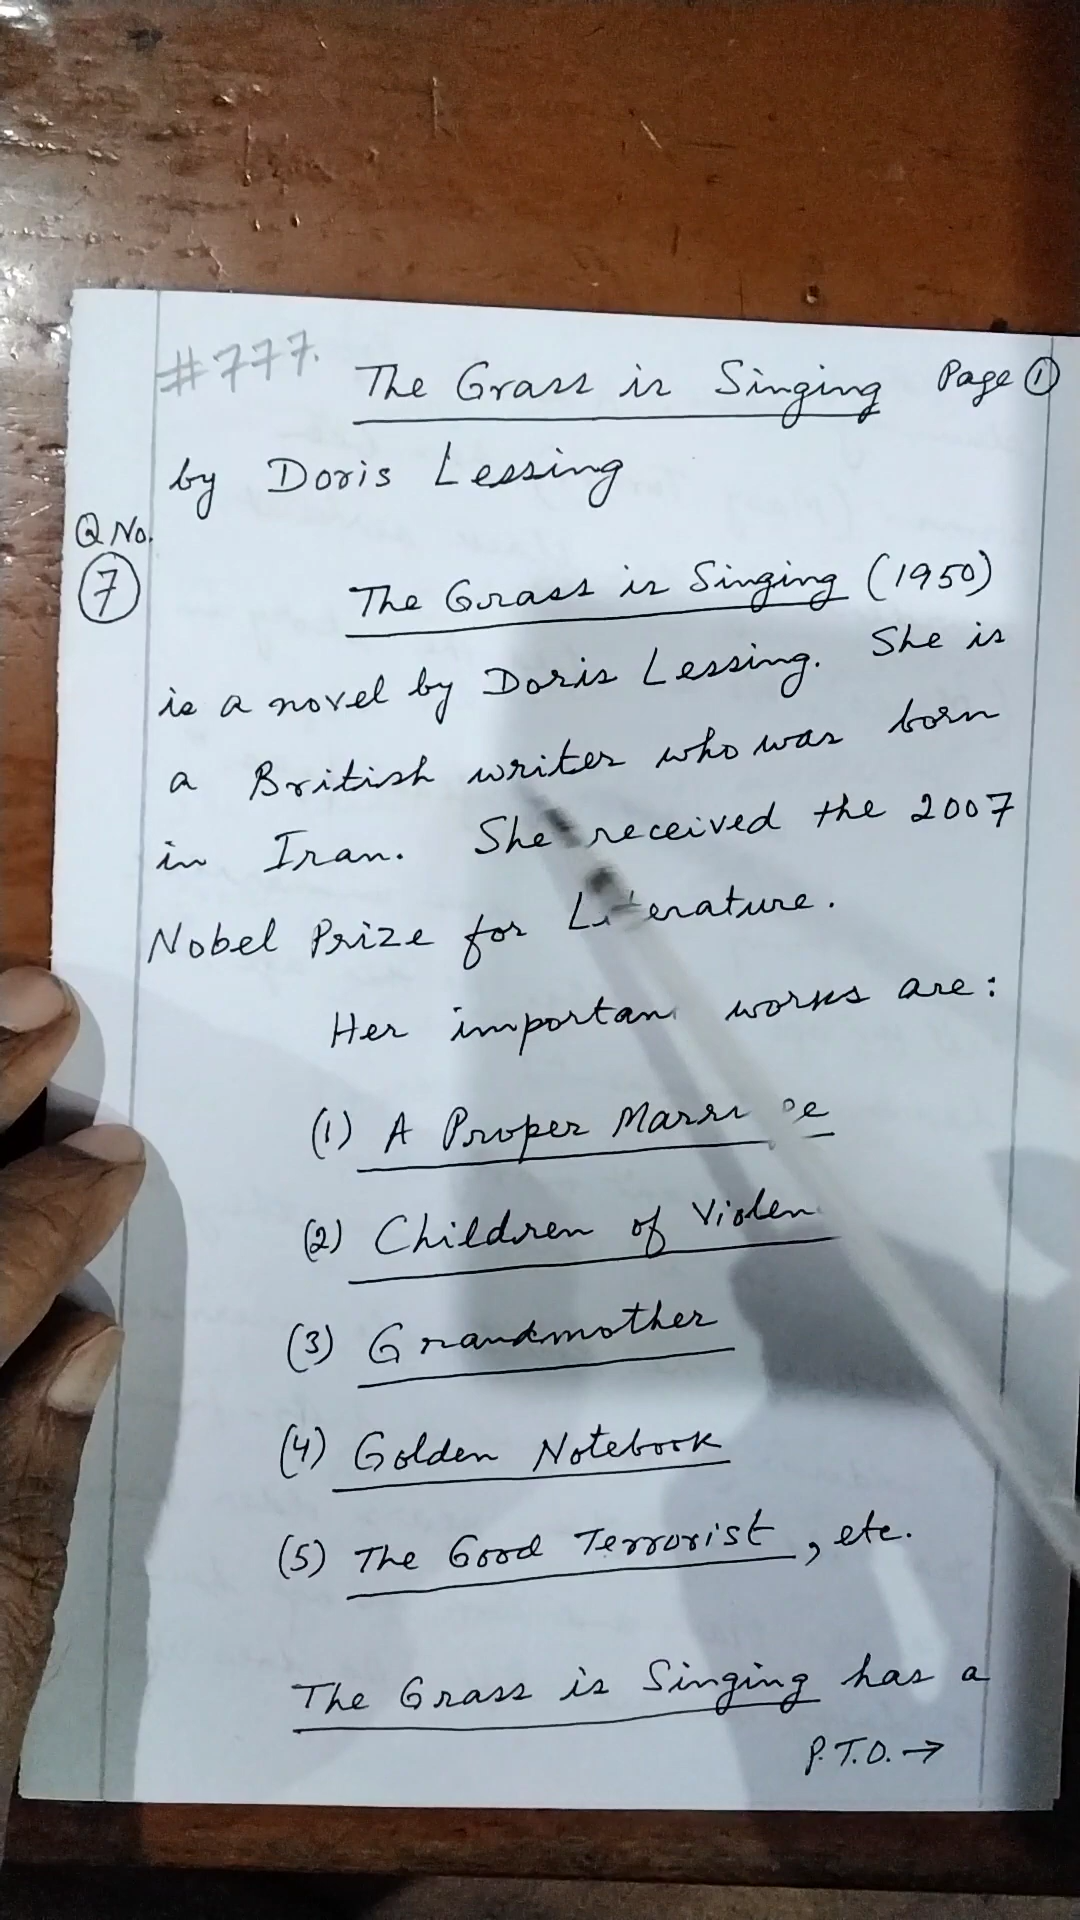 #777. The Grass is Singing Page 1
by Doris Lessing
Q No.
7
The Grass is Singing (1950)
is a novel by Doris Lessing. She is
a British writer who was born
in Iran. She received the 2007
Nobel Prize for Literature.
Her important works are:
(1) A Proper
(2) Children of
(3) Grandmother
(4) Golden Notebook
(5) The Good Terrorist, etc.
The Grass is Singing has a
P.T.O. →